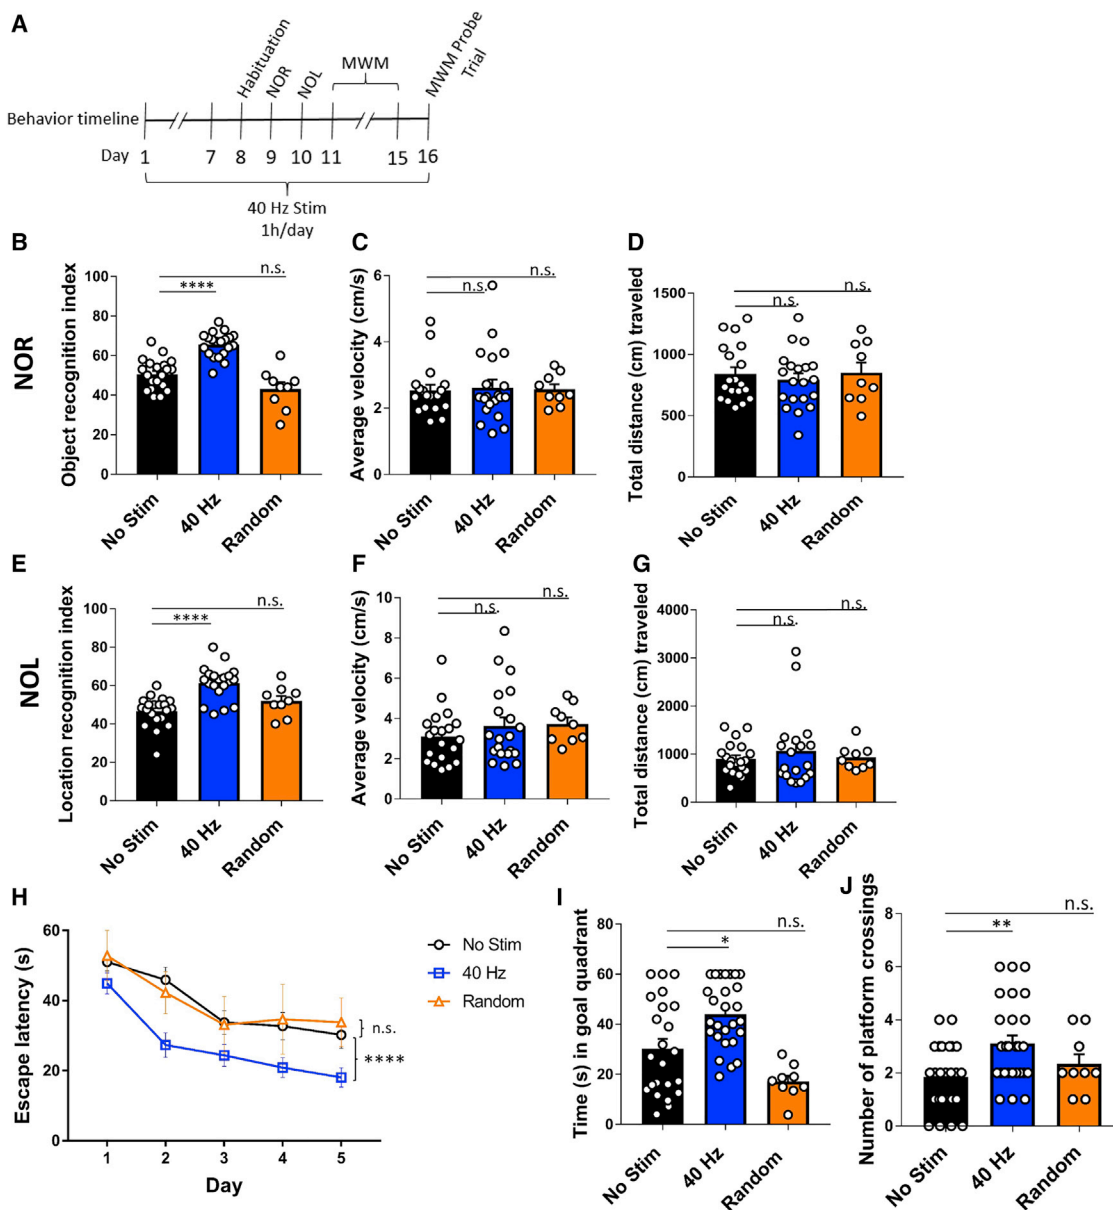 A
Habituation
NOR
NOL
MWM
MWM Probe
Trial
Behavior timeline
Day 1 7 8 9 10 11 15 16
40 Hz Stim
1h/day
B
NOR
Object recognition index
100
80
60
40
20
0
****
n.s.
No Stim
40 Hz
Random
C
Average velocity (cm/s)
6
4
2
0
n.s.
n.s.
No Stim
40 Hz
Random
D
Total distance (cm) traveled
1500
1000
500
0
n.s.
n.s.
No Stim
40 Hz
Random
E
NOL
Location recognition index
100
80
60
40
20
0
****
n.s.
No Stim
40 Hz
Random
F
Average velocity (cm/s)
10
8
6
4
2
0
n.s.
n.s.
No Stim
40 Hz
Random
G
Total distance (cm) traveled
4000
3000
2000
1000
0
n.s.
n.s.
No Stim
40 Hz
Random
H
Escape latency (s)
60
40
20
0
1 2 3 4 5
Day
No Stim
40 Hz
Random
n.s.
****
I
Time (s) in goal quadrant
80
60
40
20
0
*
n.s.
No Stim
40 Hz
Random
J
Number of platform crossings
8
6
4
2
0
**
n.s.
No Stim
40 Hz
Random